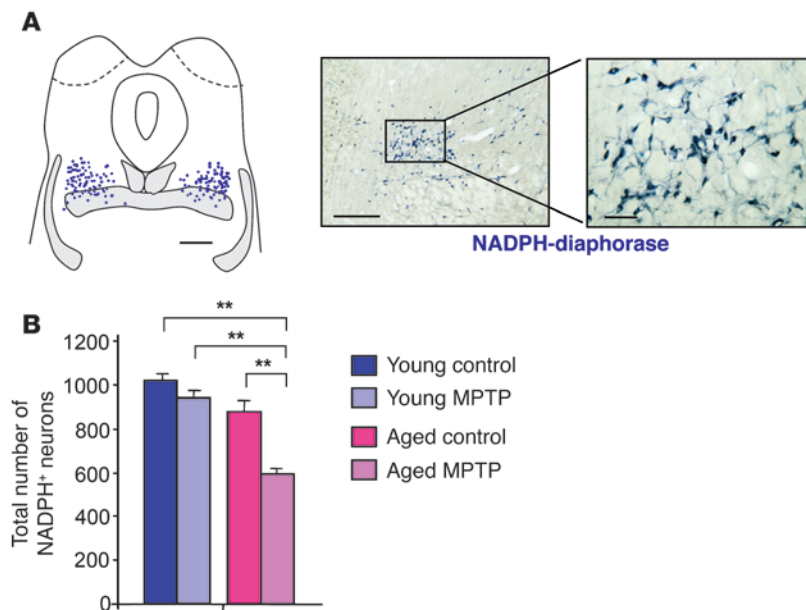 A
NADPH-diaphorase
B
Total number of
NADPH⁺ neurons
1200
1000
800
600
400
200
0
**
**
**
Young control
Young MPTP
Aged control
Aged MPTP